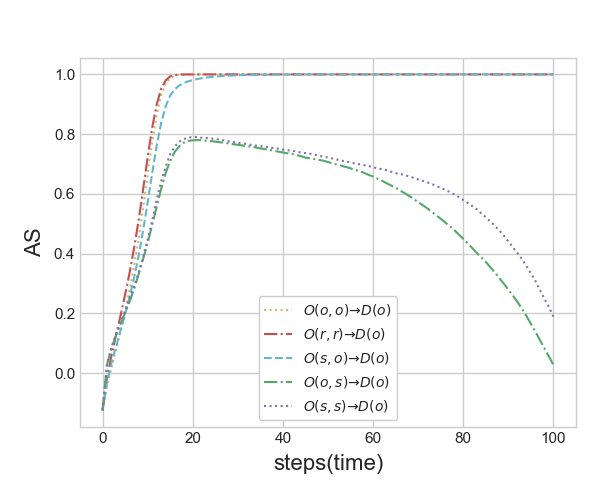 1.0
0.8
0.6
0.4
0.2
0.0
AS
O(o, o)→D(o)
O(r, r)→D(o)
O(s, o)→D(o)
O(o, s)→D(o)
O(s, s)→D(o)
0 20 40 60 80 100
steps(time)